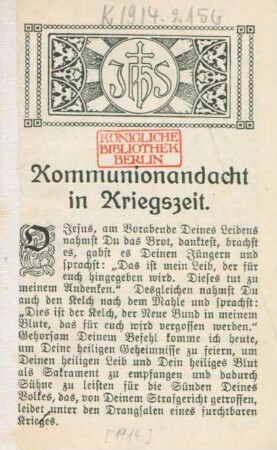 K.1914.2156
JHS
KÖNIGLICHE
BIBLIOTHEK
BERLIN
Kommunionandacht
in Kriegszeit.
O Jesus, am Vorabende Deines Leidens
nahmst Du das Brot, danktest, brachst
es, gabst es Deinen Jüngern und
sprachst: „Das ist mein Leib, der für
euch hingegeben wird. Dieses tut zu
meinem Andenken.“ Desgleichen nahmst Du
auch den Kelch nach dem Mahle und sprachst:
„Dies ist der Kelch, der Neue Bund in meinem
Blute, das für euch wird vergossen werden.“
Gehorsam Deinem Befehl komme ich heute,
um Deine heiligen Geheimnisse zu feiern, um
Deinen heiligen Leib und Dein heiliges Blut
als Sakrament zu empfangen und dadurch
Sühne zu leisten für die Sünden Deines
Volkes, das, von Deinem Strafgericht getroffen,
leidet unter den Drangsalen eines furchtbaren
Krieges.
[1914]